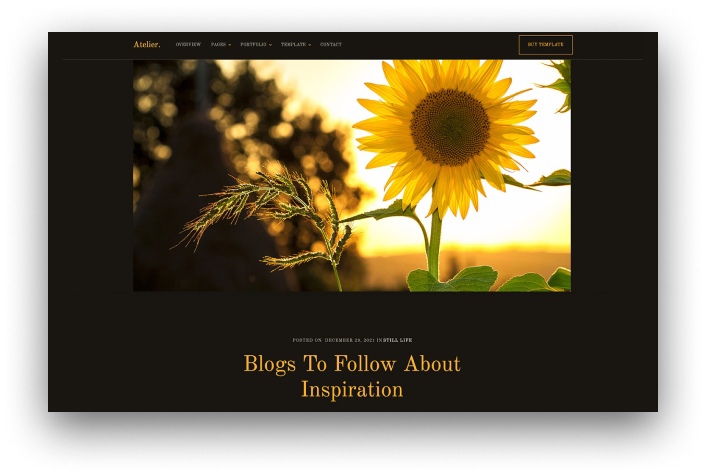 Atelier. OVERVIEW PAGES PORTFOLIO TEMPLATE CONTACT BUY TEMPLATE
POSTED ON DECEMBER 20, 2021 IN STILL LIFE
Blogs To Follow About
Inspiration